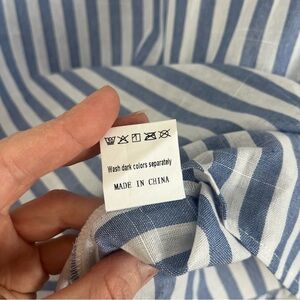 Wash dark colors separately
MADE IN CHINA